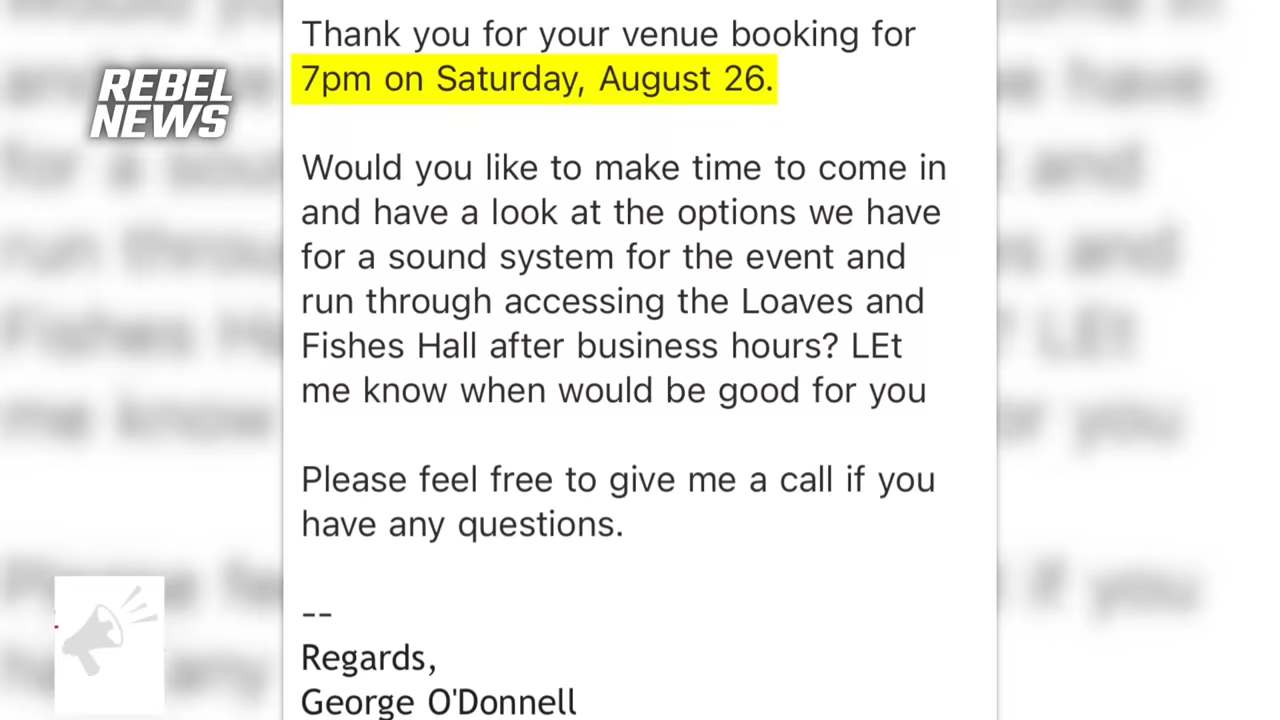 Thank you for your venue booking for
7pm on Saturday, August 26.
REBEL
NEWS
Would you like to make time to come in
and have a look at the options we have
for a sound system for the event and
run through accessing the Loaves and
Fishes Hall after business hours? LEt
me know when would be good for you
Please feel free to give me a call if you
have any questions.
--
Regards,
George O'Donnell